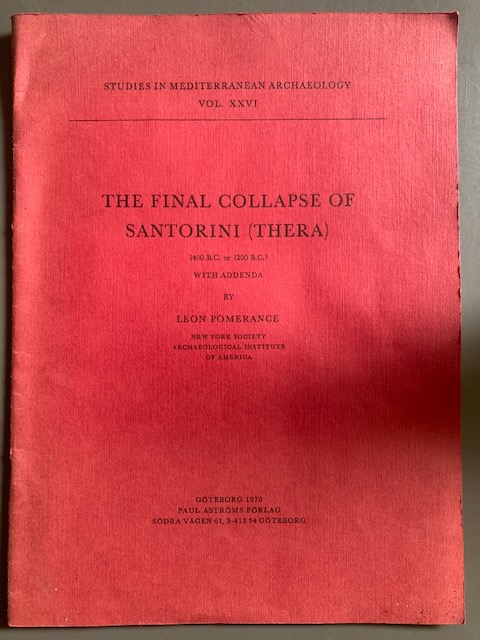 STUDIES IN MEDITERRANEAN ARCHAEOLOGY
VOL. XXVI
THE FINAL COLLAPSE OF
SANTORINI (THERA)
1400 B.C. or 1200 B.C.?
WITH ADDENDA
BY
LEON POMERANCE
NEW YORK SOCIETY
ARCHAEOLOGICAL INSTITUTE
OF AMERICA
GÖTEBORG 1970
PAUL ÅSTRÖMS FÖRLAG
SÖDRA VÄGEN 61, S-412 54 GÖTEBORG